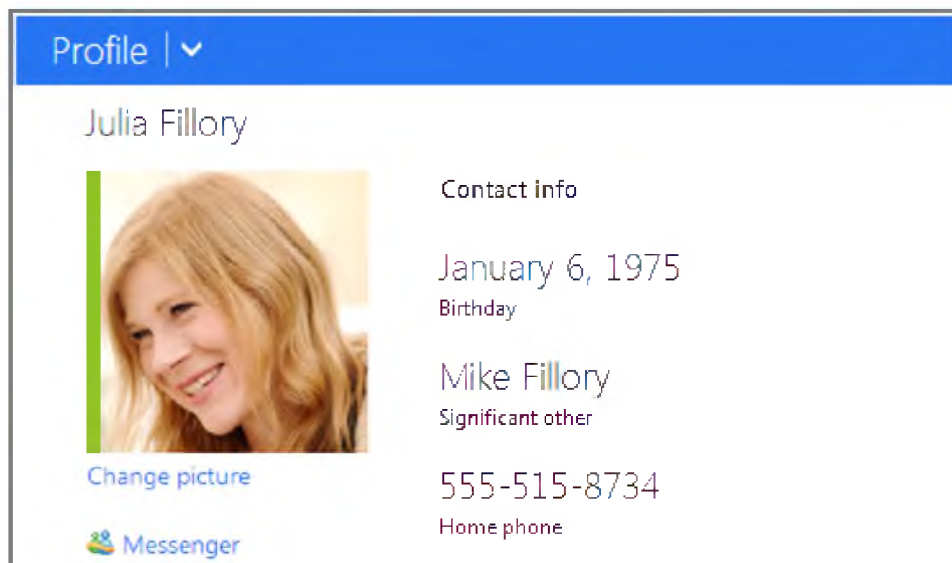 Profile
Julia Fillory
Contact info
January 6, 1975
Birthday
Mike Fillory
Significant other
555-515-8734
Home phone
Change picture
Messenger